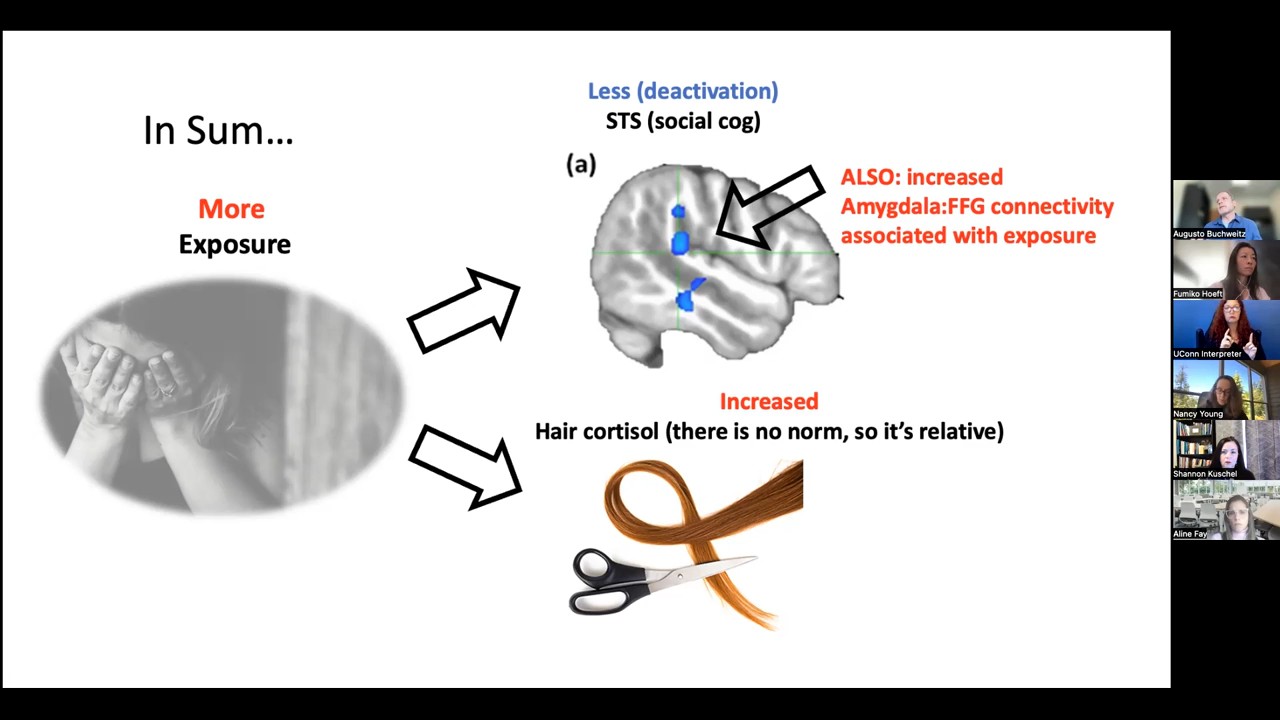 In Sum...
More
Exposure
Less (deactivation)
STS (social cog)
(a)
ALSO: increased
Amygdala:FFG connectivity
associated with exposure
Increased
Hair cortisol (there is no norm, so it's relative)
Augusto Buchweitz
Fumiko Hoeft
UConn Interpreter
Nancy Young
Shannon Kuschel
Aline Fay